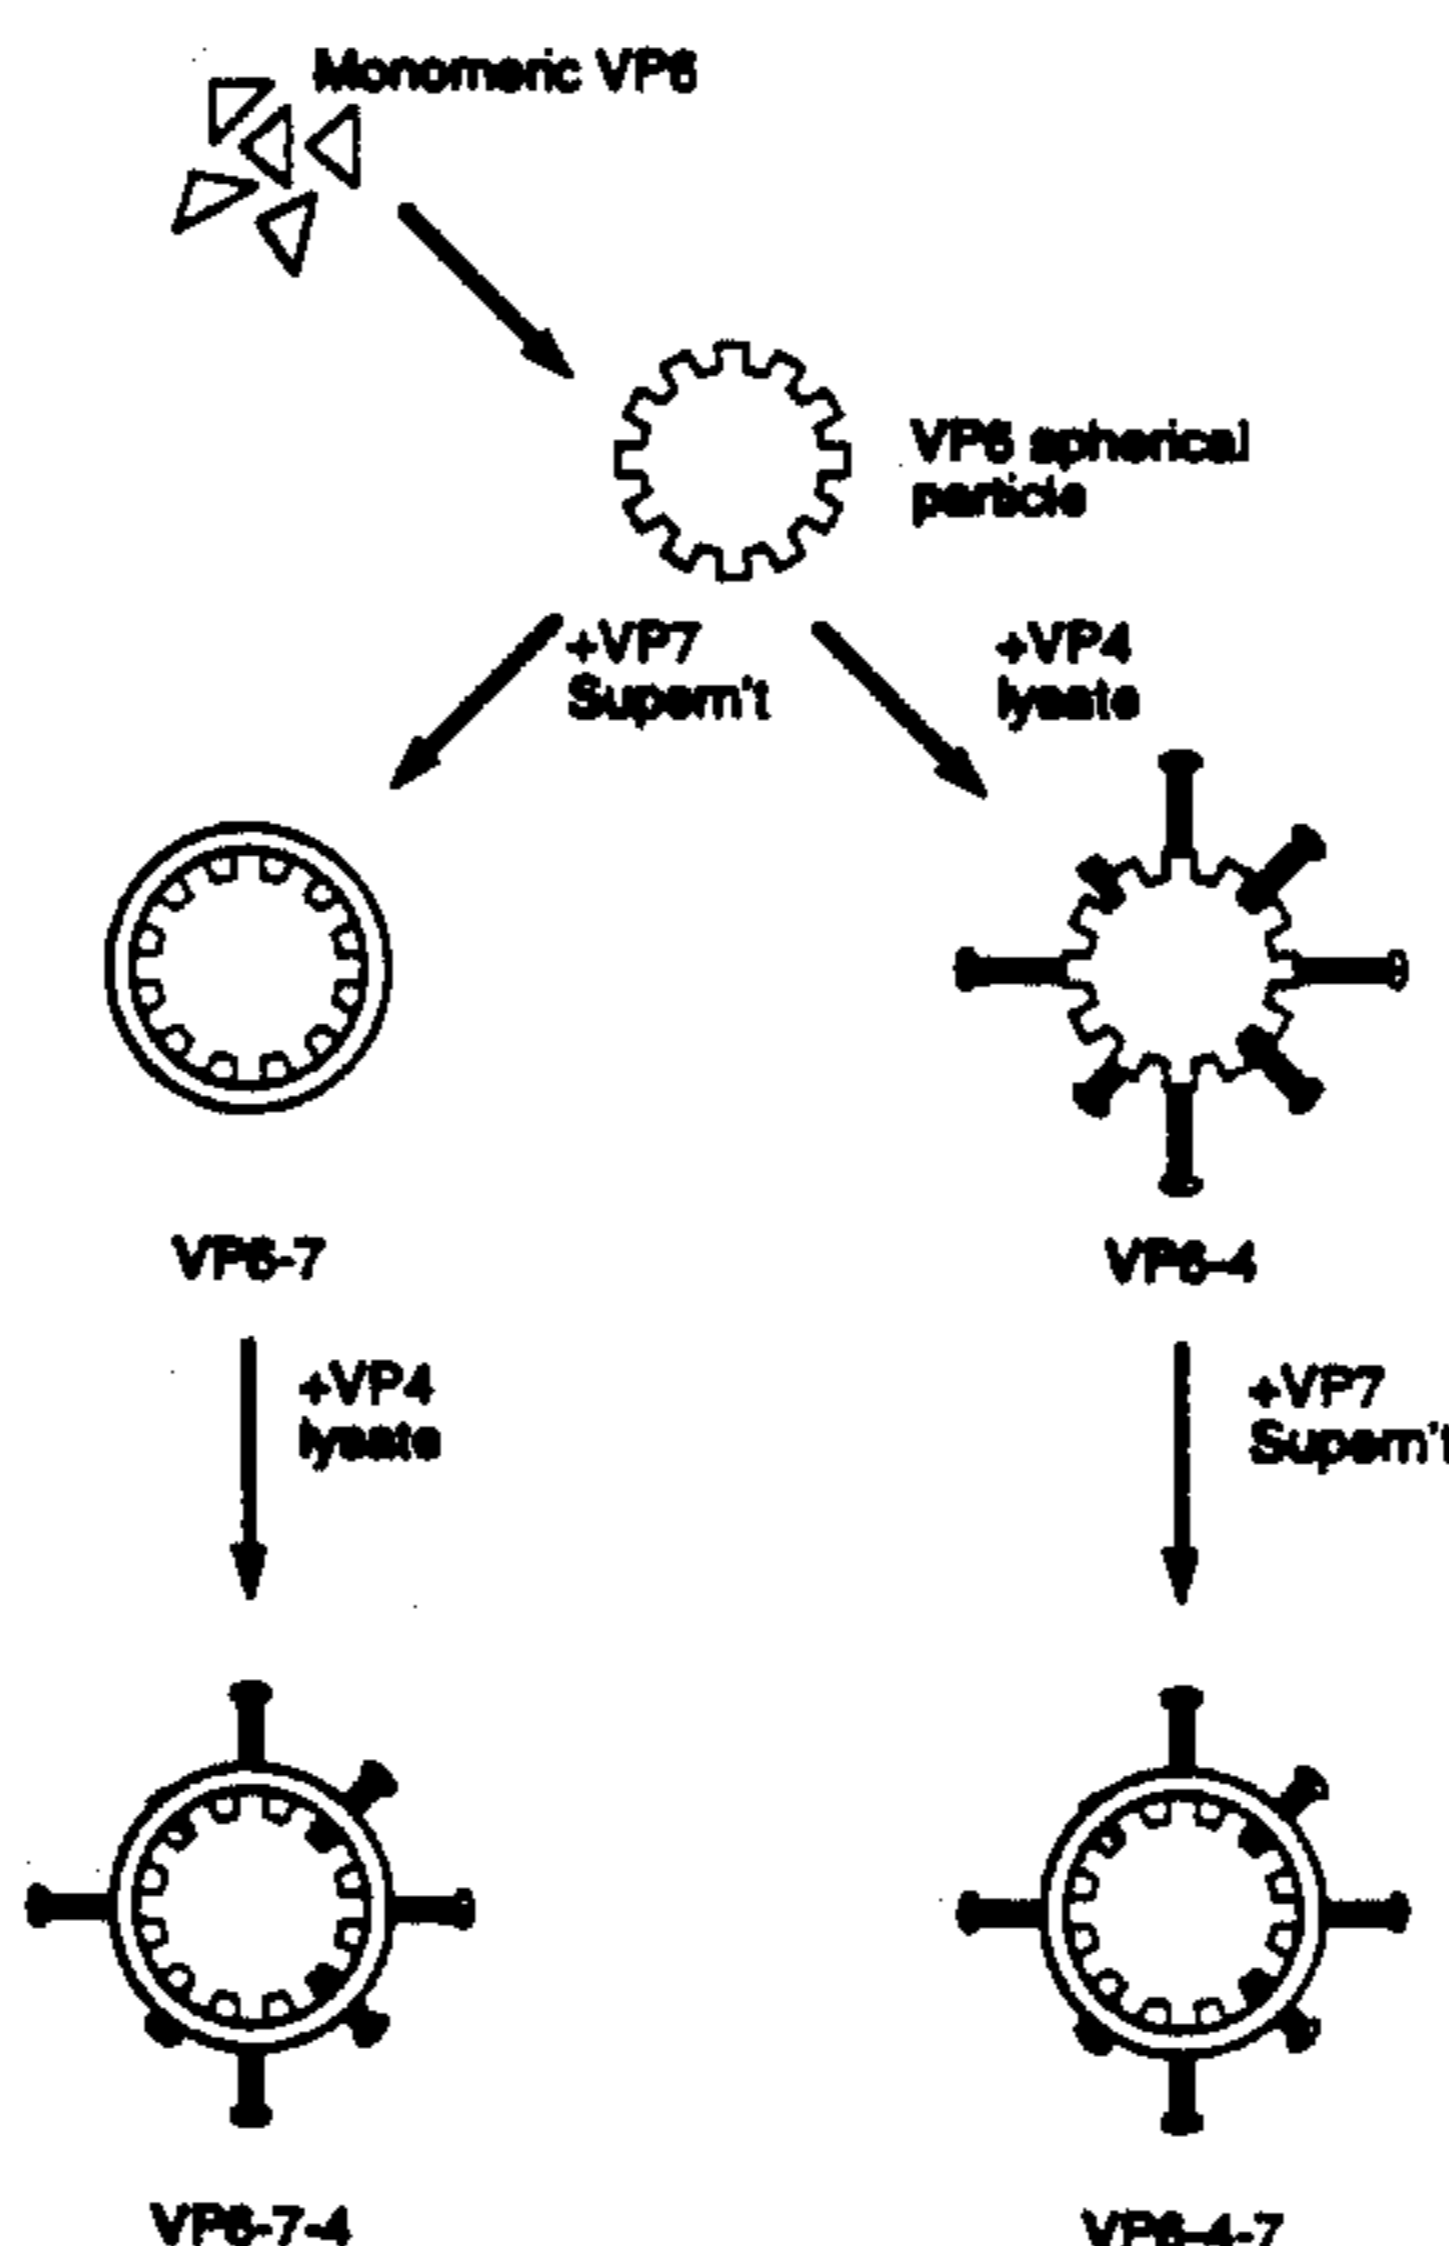 Monomeric VP6
VP6 spherical
particle
+VP7
Supern't
+VP4
lysate
VP6-7
VP6-4
+VP4
lysate
+VP7
Supern't
VP6-7-4
VP6-4-7